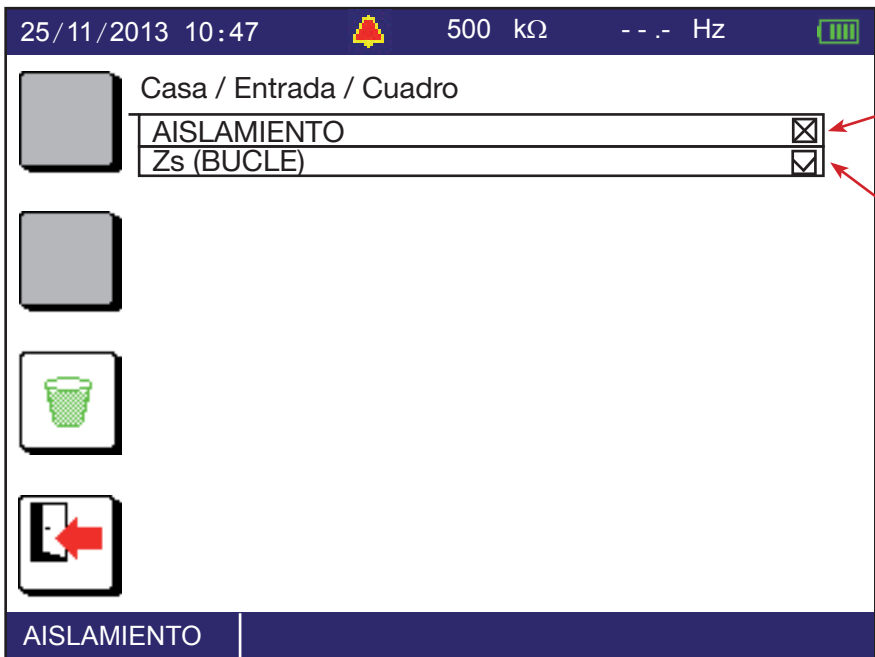 25/11/2013 10:47 500 kΩ - - .- Hz
Casa / Entrada / Cuadro
AISLAMIENTO
Zs (BUCLE)
AISLAMIENTO